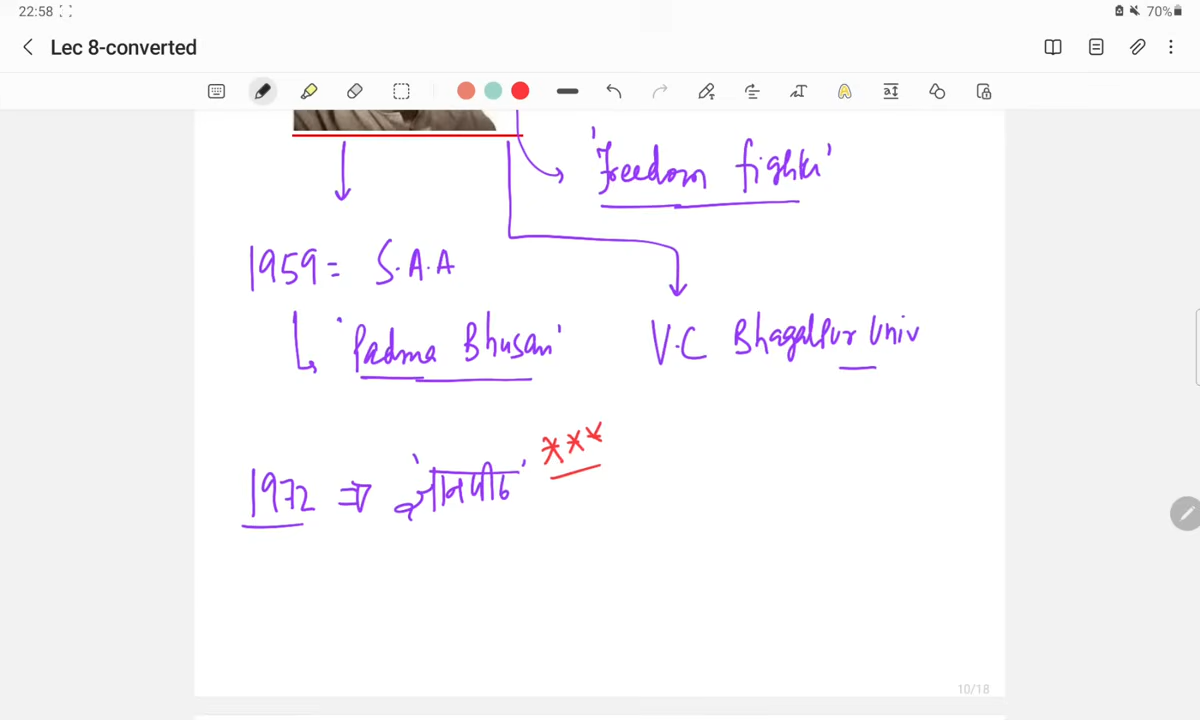 22:58 70%
Lec 8-converted
'Freedom fighter'
1959 = S.A.A
'Padma Bhusan'
V.C Bhagalpur Univ
1972 ⇒ 'ज्ञानपीठ' ***
10/18